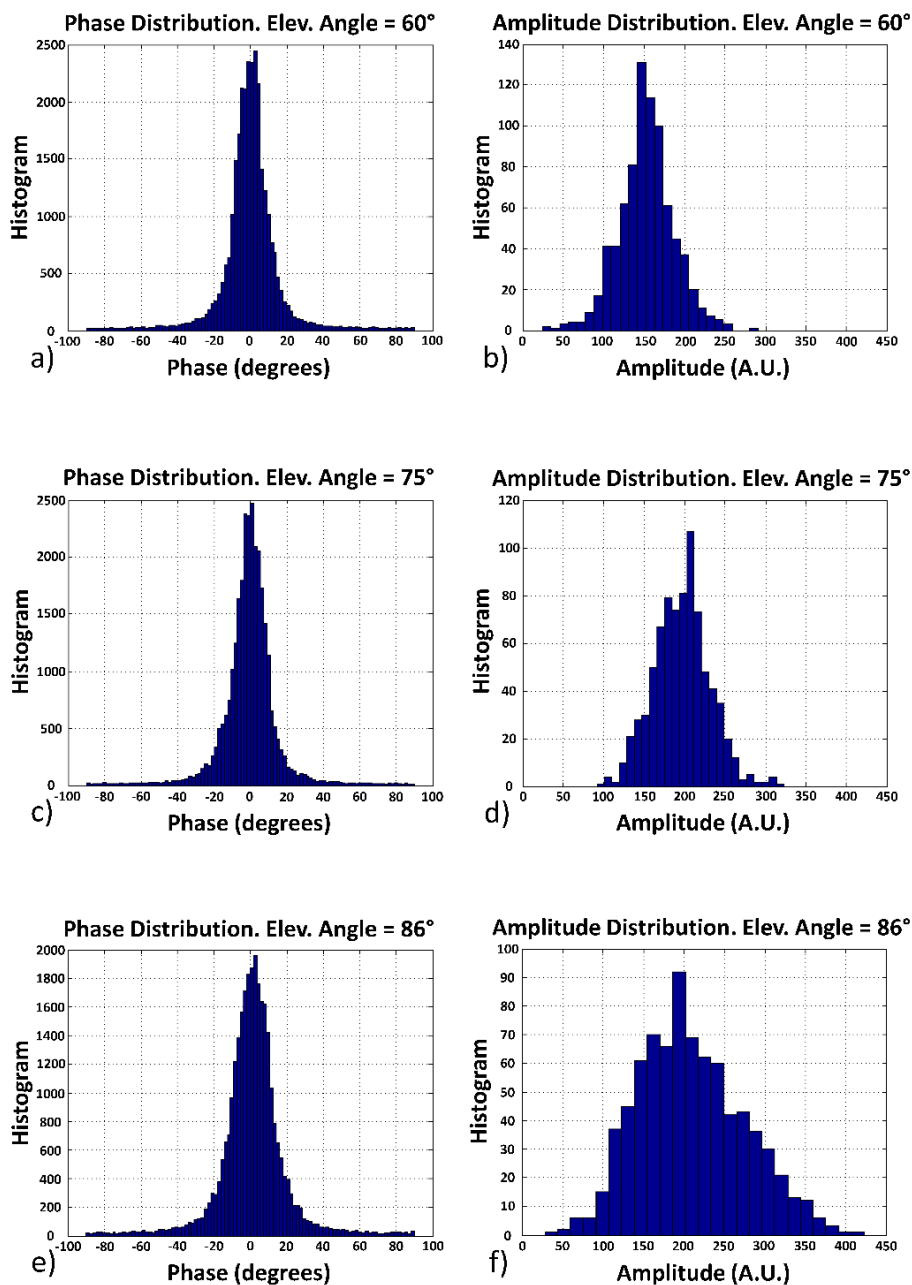 Phase Distribution. Elev. Angle = 60°
2500
2000
1500
1000
500
0
-100 -80 -60 -40 -20 0 20 40 60 80 100
Histogram
Phase (degrees)
a)
Amplitude Distribution. Elev. Angle = 60°
140
120
100
80
60
40
20
0
0 50 100 150 200 250 300 350 400 450
Histogram
Amplitude (A.U.)
b)
Phase Distribution. Elev. Angle = 75°
2500
2000
1500
1000
500
0
-100 -80 -60 -40 -20 0 20 40 60 80 100
Histogram
Phase (degrees)
c)
Amplitude Distribution. Elev. Angle = 75°
120
100
80
60
40
20
0
0 50 100 150 200 250 300 350 400 450
Histogram
Amplitude (A.U.)
d)
Phase Distribution. Elev. Angle = 86°
2000
1800
1600
1400
1200
1000
800
600
400
200
0
-100 -80 -60 -40 -20 0 20 40 60 80 100
Histogram
Phase (degrees)
e)
Amplitude Distribution. Elev. Angle = 86°
100
90
80
70
60
50
40
30
20
10
0
0 50 100 150 200 250 300 350 400 450
Histogram
Amplitude (A.U.)
f)